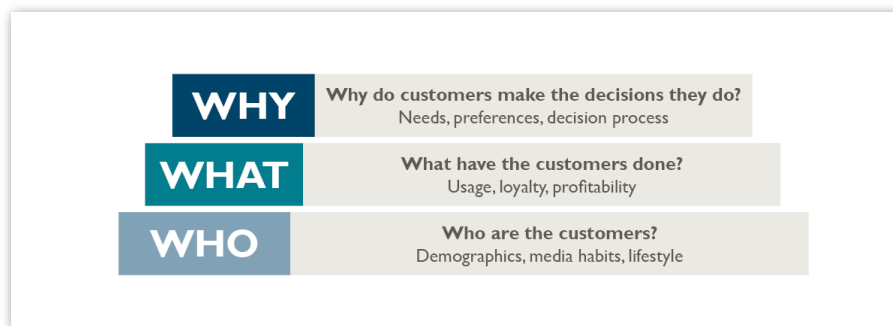 WHY
Why do customers make the decisions they do?
Needs, preferences, decision process
WHAT
What have the customers done?
Usage, loyalty, profitability
WHO
Who are the customers?
Demographics, media habits, lifestyle